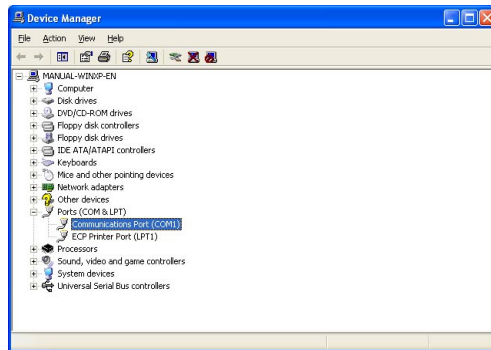 Device Manager
File Action View Help
MANUAL-WINXP-EN
Computer
Disk drives
DVD/CD-ROM drives
Floppy disk controllers
Floppy disk drives
IDE ATA/ATAPI controllers
Keyboards
Mice and other pointing devices
Network adapters
Other devices
Ports (COM & LPT)
Communications Port (COM1)
ECP Printer Port (LPT1)
Processors
Sound, video and game controllers
System devices
Universal Serial Bus controllers